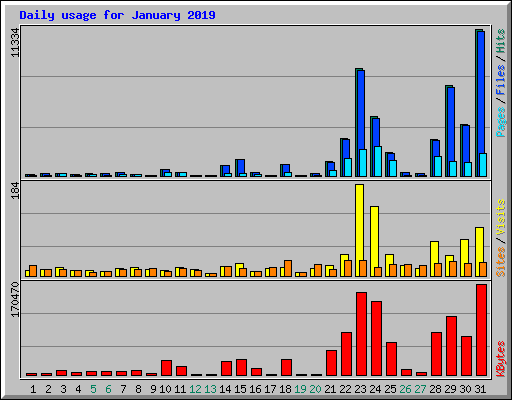 Daily usage for January 2019
11334
Pages / Files / Hits
184
Sites / Visits
170470
KBytes
1 2 3 4 5 6 7 8 9 10 11 12 13 14 15 16 17 18 19 20 21 22 23 24 25 26 27 28 29 30 31